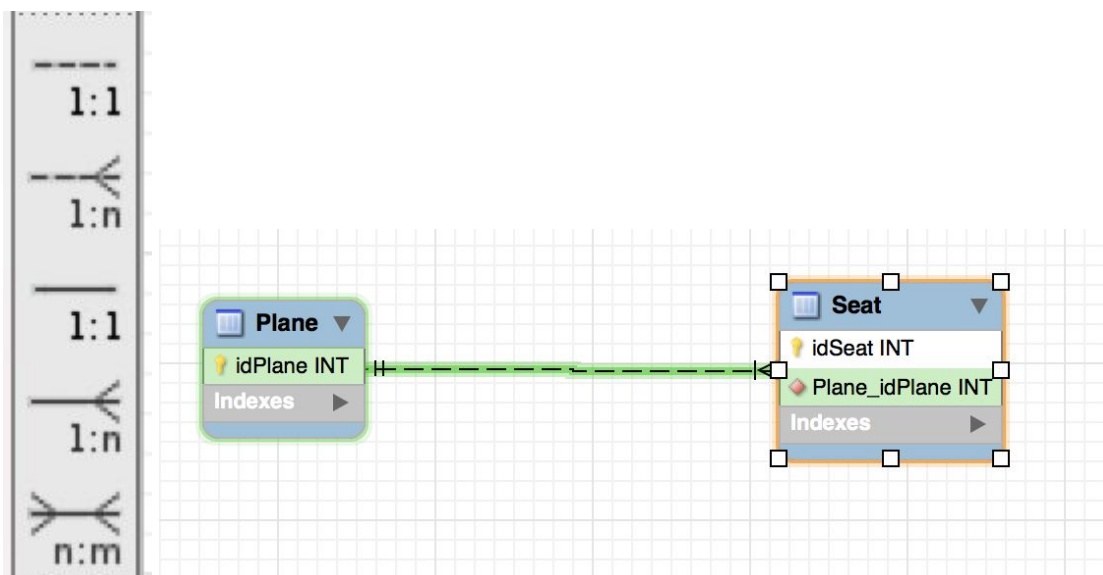 1:1
1:n
1:1
1:n
n:m
Plane
idPlane INT
Indexes
Seat
idSeat INT
Plane_idPlane INT
Indexes